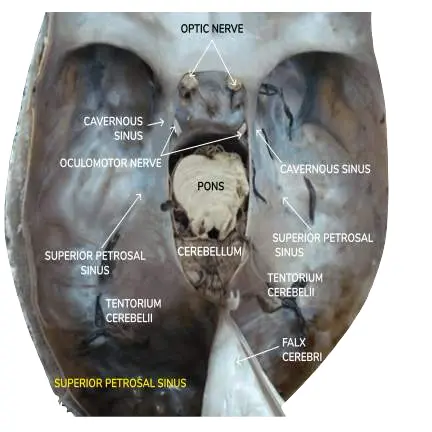 OPTIC NERVE
CAVERNOUS
SINUS
OCULOMOTOR NERVE
CAVERNOUS SINUS
PONS
SUPERIOR PETROSAL
SINUS
CEREBELLUM
SUPERIOR PETROSAL
SINUS
TENTORIUM
CEREBELII
TENTORIUM
CEREBELII
FALX
CEREBRI
SUPERIOR PETROSAL SINUS